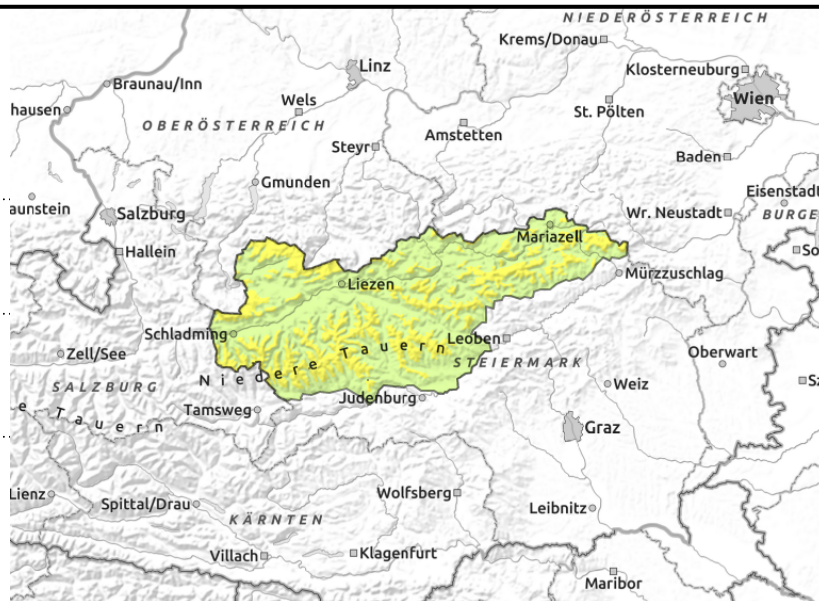 NIEDERÖSTERREICH
Krems/Donau
Linz
Klosterneuburg
Braunau/Inn
Wien
hausen
Wels
St. Pölten
OBERÖSTERREICH
Amstetten
Steyr
Baden
Gmunden
Eisenstadt
aunstein
Salzburg
Wr. Neustadt
BURGE
Mariazell
Hallein
So
Mürzzuschlag
Liezen
Schladming
Leoben
Zell/See
Niedere Tauern
STEIERMARK
Oberwart
SALZBURG
Weiz
Sz
Tamsweg
Judenburg
e Tauern
Graz
Lienz
Spittal/Drau
Wolfsberg
Leibnitz
KÄRNTEN
Villach
Klagenfurt
Maribor